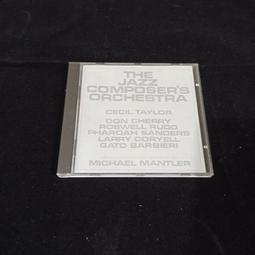 THE
JAZZ
COMPOSER'S
ORCHESTRA
CECIL TAYLOR
DON CHERRY
ROSWELL RUDD
PHAROAH SANDERS
LARRY CORYELL
GATO BARBIERI
MICHAEL MANTLER